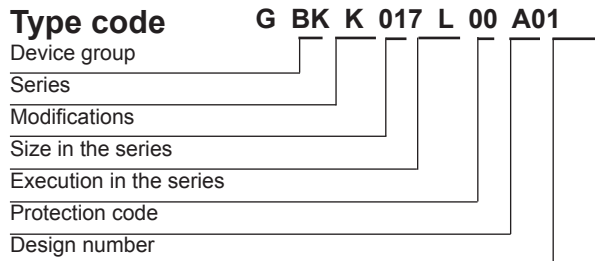 Type code G BK K 017 L 00 A01
Device group
Series
Modifications
Size in the series
Execution in the series
Protection code
Design number